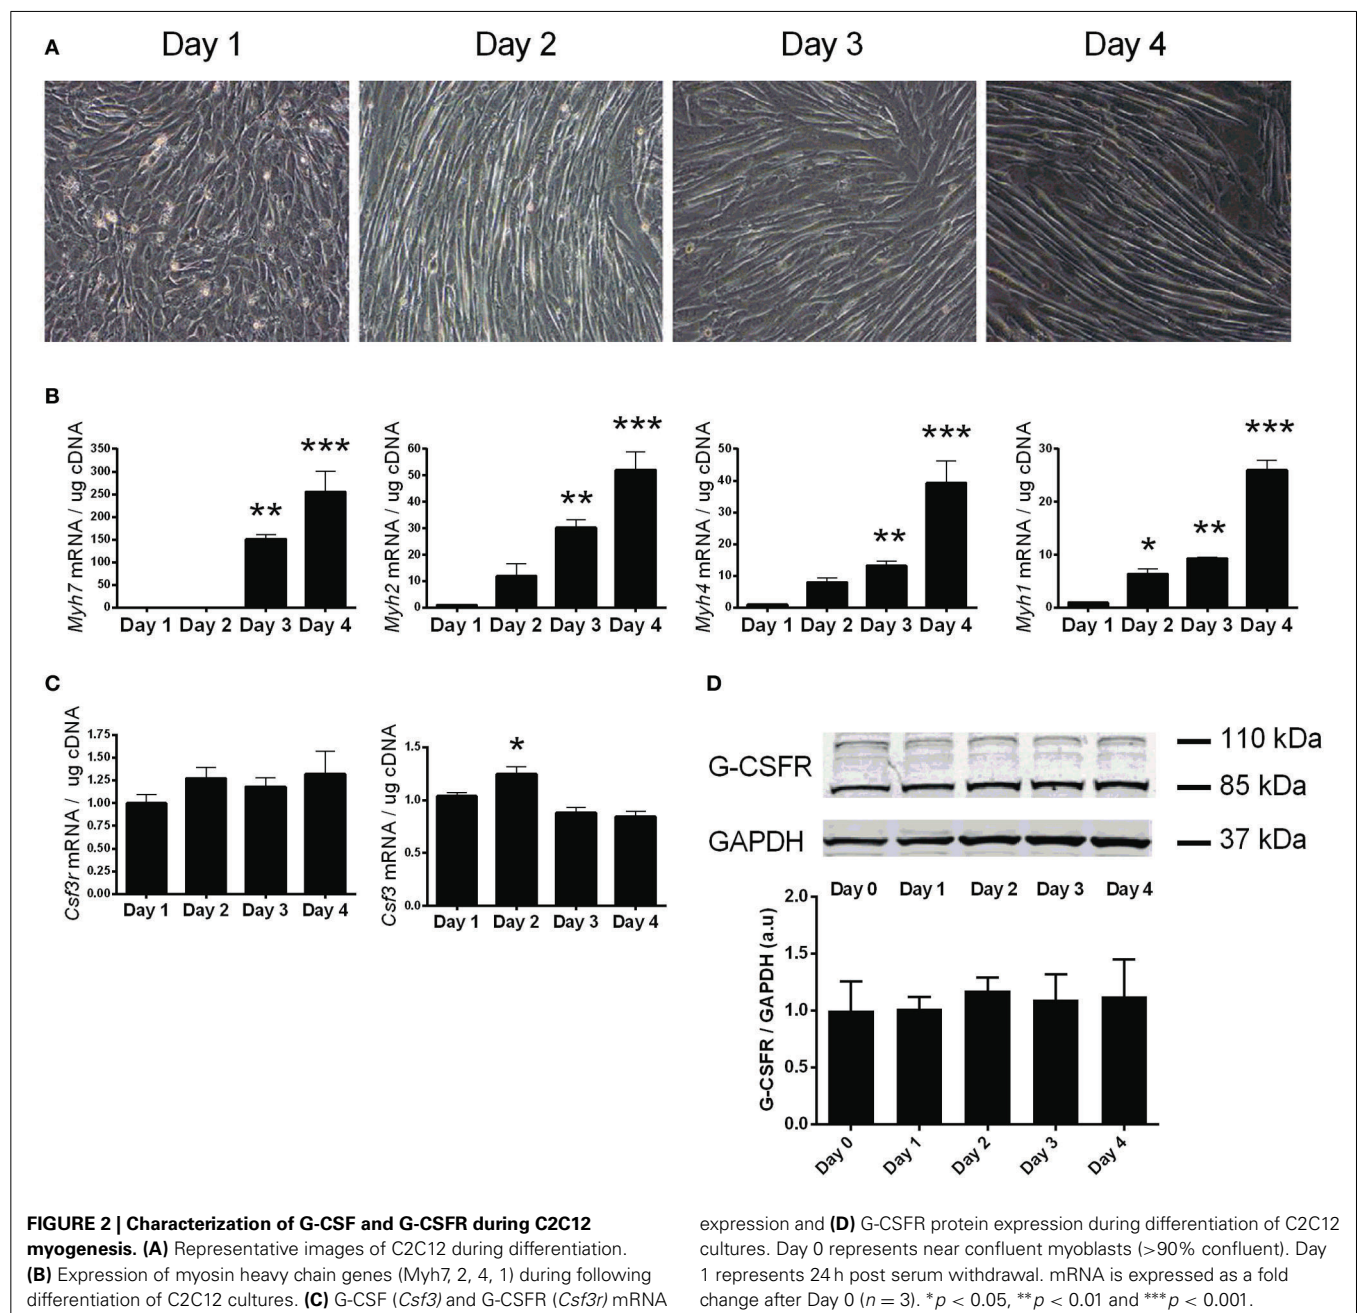 A
Day 1
Day 2
Day 3
Day 4
B
Myh7 mRNA / ug cDNA
350
300
250
200
150
100
50
0
**
***
Day 1 Day 2 Day 3 Day 4
Myh2 mRNA / ug cDNA
60
50
40
30
20
10
0
**
***
Day 1 Day 2 Day 3 Day 4
Myh4 mRNA / ug cDNA
50
40
30
20
10
0
**
***
Day 1 Day 2 Day 3 Day 4
Myh1 mRNA / ug cDNA
30
20
10
0
*
**
***
Day 1 Day 2 Day 3 Day 4
C
Csf3r mRNA / ug cDNA
1.75
1.50
1.25
1.00
0.75
0.50
0.25
0.00
Day 1 Day 2 Day 3 Day 4
Csf3 mRNA / ug cDNA
1.5
1.0
0.5
0.0
*
Day 1 Day 2 Day 3 Day 4
D
G-CSFR
110 kDa
85 kDa
GAPDH
37 kDa
Day 0 Day 1 Day 2 Day 3 Day 4
G-CSFR / GAPDH (a.u)
2.0
1.5
1.0
0.5
0.0
Day 0 Day 1 Day 2 Day 3 Day 4
FIGURE 2 | Characterization of G-CSF and G-CSFR during C2C12
myogenesis. (A) Representative images of C2C12 during differentiation.
(B) Expression of myosin heavy chain genes (Myh7, 2, 4, 1) during following
differentiation of C2C12 cultures. (C) G-CSF (Csf3) and G-CSFR (Csf3r) mRNA
expression and (D) G-CSFR protein expression during differentiation of C2C12
cultures. Day 0 represents near confluent myoblasts (>90% confluent). Day
1 represents 24 h post serum withdrawal. mRNA is expressed as a fold
change after Day 0 (n = 3). *p < 0.05, **p < 0.01 and ***p < 0.001.